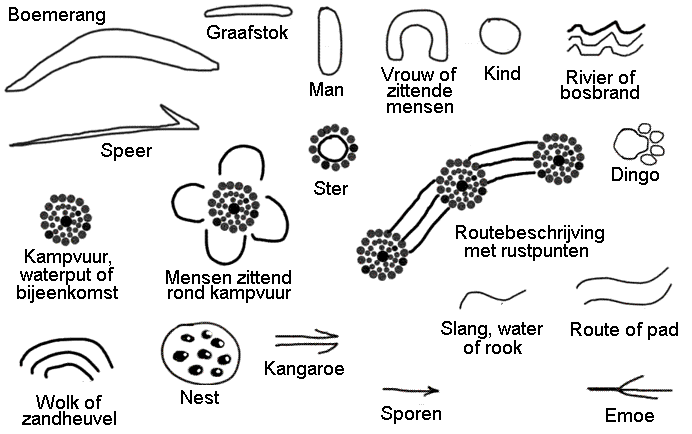 Boemerang
Graafstok
Man
Vrouw of
zittende
mensen
Kind
Rivier of
bosbrand
Speer
Ster
Dingo
Kampvuur,
waterput of
bijeenkomst
Mensen zittend
rond kampvuur
Routebeschrijving
met rustpunten
Slang, water
of rook
Route of pad
Wolk of
zandheuvel
Nest
Kangaroe
Sporen
Emoe